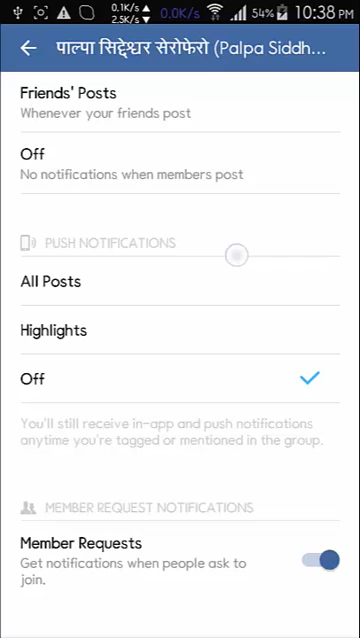 0.1K/s
2.5K/s
0.0K/s
54%
10:38 PM
पाल्पा सिद्देश्वर सेरोफेरो (Palpa Siddh...
Friends' Posts
Whenever your friends post
Off
No notifications when members post
PUSH NOTIFICATIONS
All Posts
Highlights
Off
You'll still receive in-app and push notifications
anytime you're tagged or mentioned in the group.
MEMBER REQUEST NOTIFICATIONS
Member Requests
Get notifications when people ask to
join.